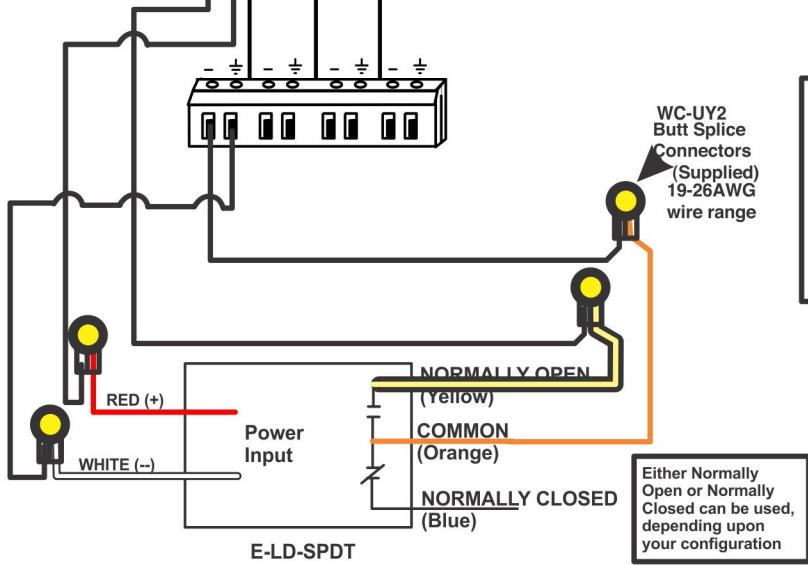 WC-UY2
Butt Splice
Connectors
(Supplied)
19-26AWG
wire range
RED (+)
WHITE (--)
Power
Input
NORMALLY OPEN
(Yellow)
COMMON
(Orange)
NORMALLY CLOSED
(Blue)
E-LD-SPDT
Either Normally
Open or Normally
Closed can be used,
depending upon
your configuration